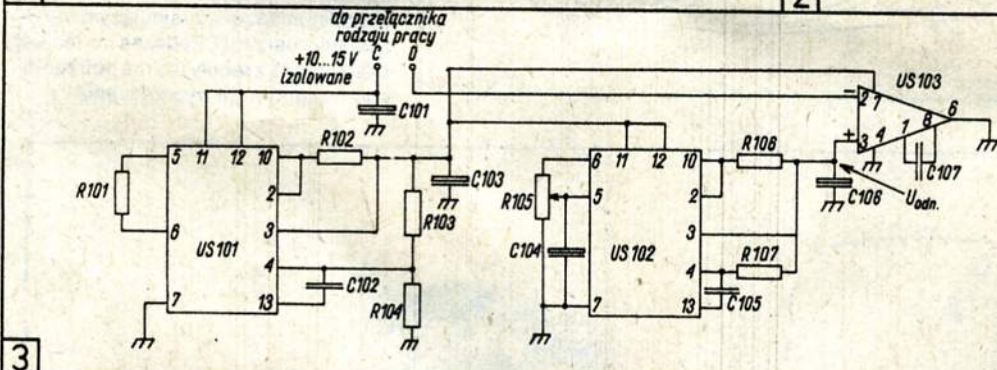 2
do przełącznika
rodzaju pracy
+10...15 V
izolowane
C
D
C101
US103
2
7
6
3
4
1
8
C107
C106
U odn.
5
11
12
10
R102
2
3
R101
6
US101
4
7
13
C102
R103
R104
C103
6
11
12
10
R106
R105
5
2
C104
US102
3
4
R107
7
13
C105
3